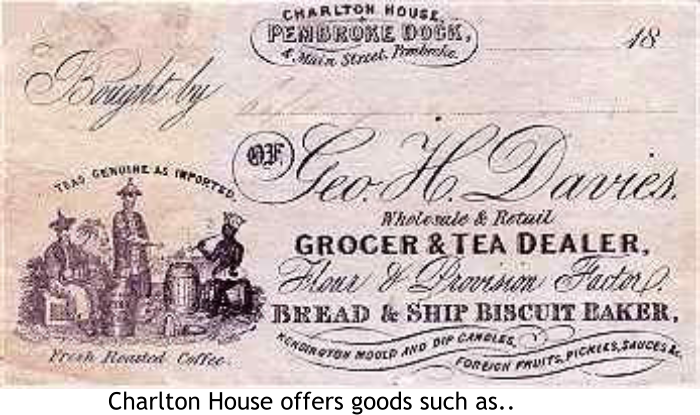 CHARLTON HOUSE,
PEMBROKE DOCK,
& Main Street, Pembroke.
18
Bought by
OF Geo. H. Davies.
Wholesale & Retail
GROCER & TEA DEALER,
Flour & Provision Factor.
BREAD & SHIP BISCUIT BAKER,
KENSINGTON MOULD AND DIP CANDLES,
FOREIGN FRUITS, PICKLES, SAUCES &c.
TEAS GENUINE AS IMPORTED.
Fresh Roasted Coffee.
Charlton House offers goods such as..